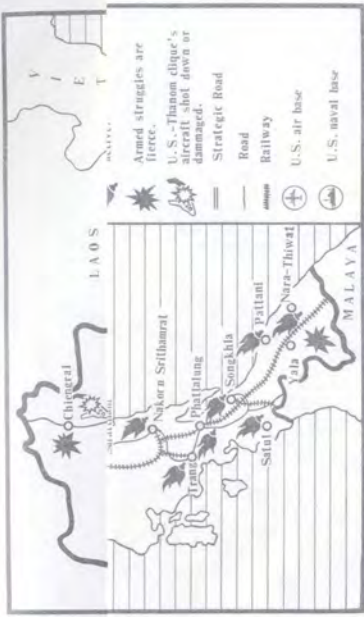 V I E T
LAOS
Chiengrai
Armed struggles are
fierce.
U.S.-Thanom clique's
aircraft shot down or
dammaged.
Strategic Road
Road
Railway
U.S. air base
U.S. naval base
Nakorn Srithamrat
Phattalung
Trang
Songkhla
Pattani
Nara-Thiwat
Satul
Yala
MALAYA